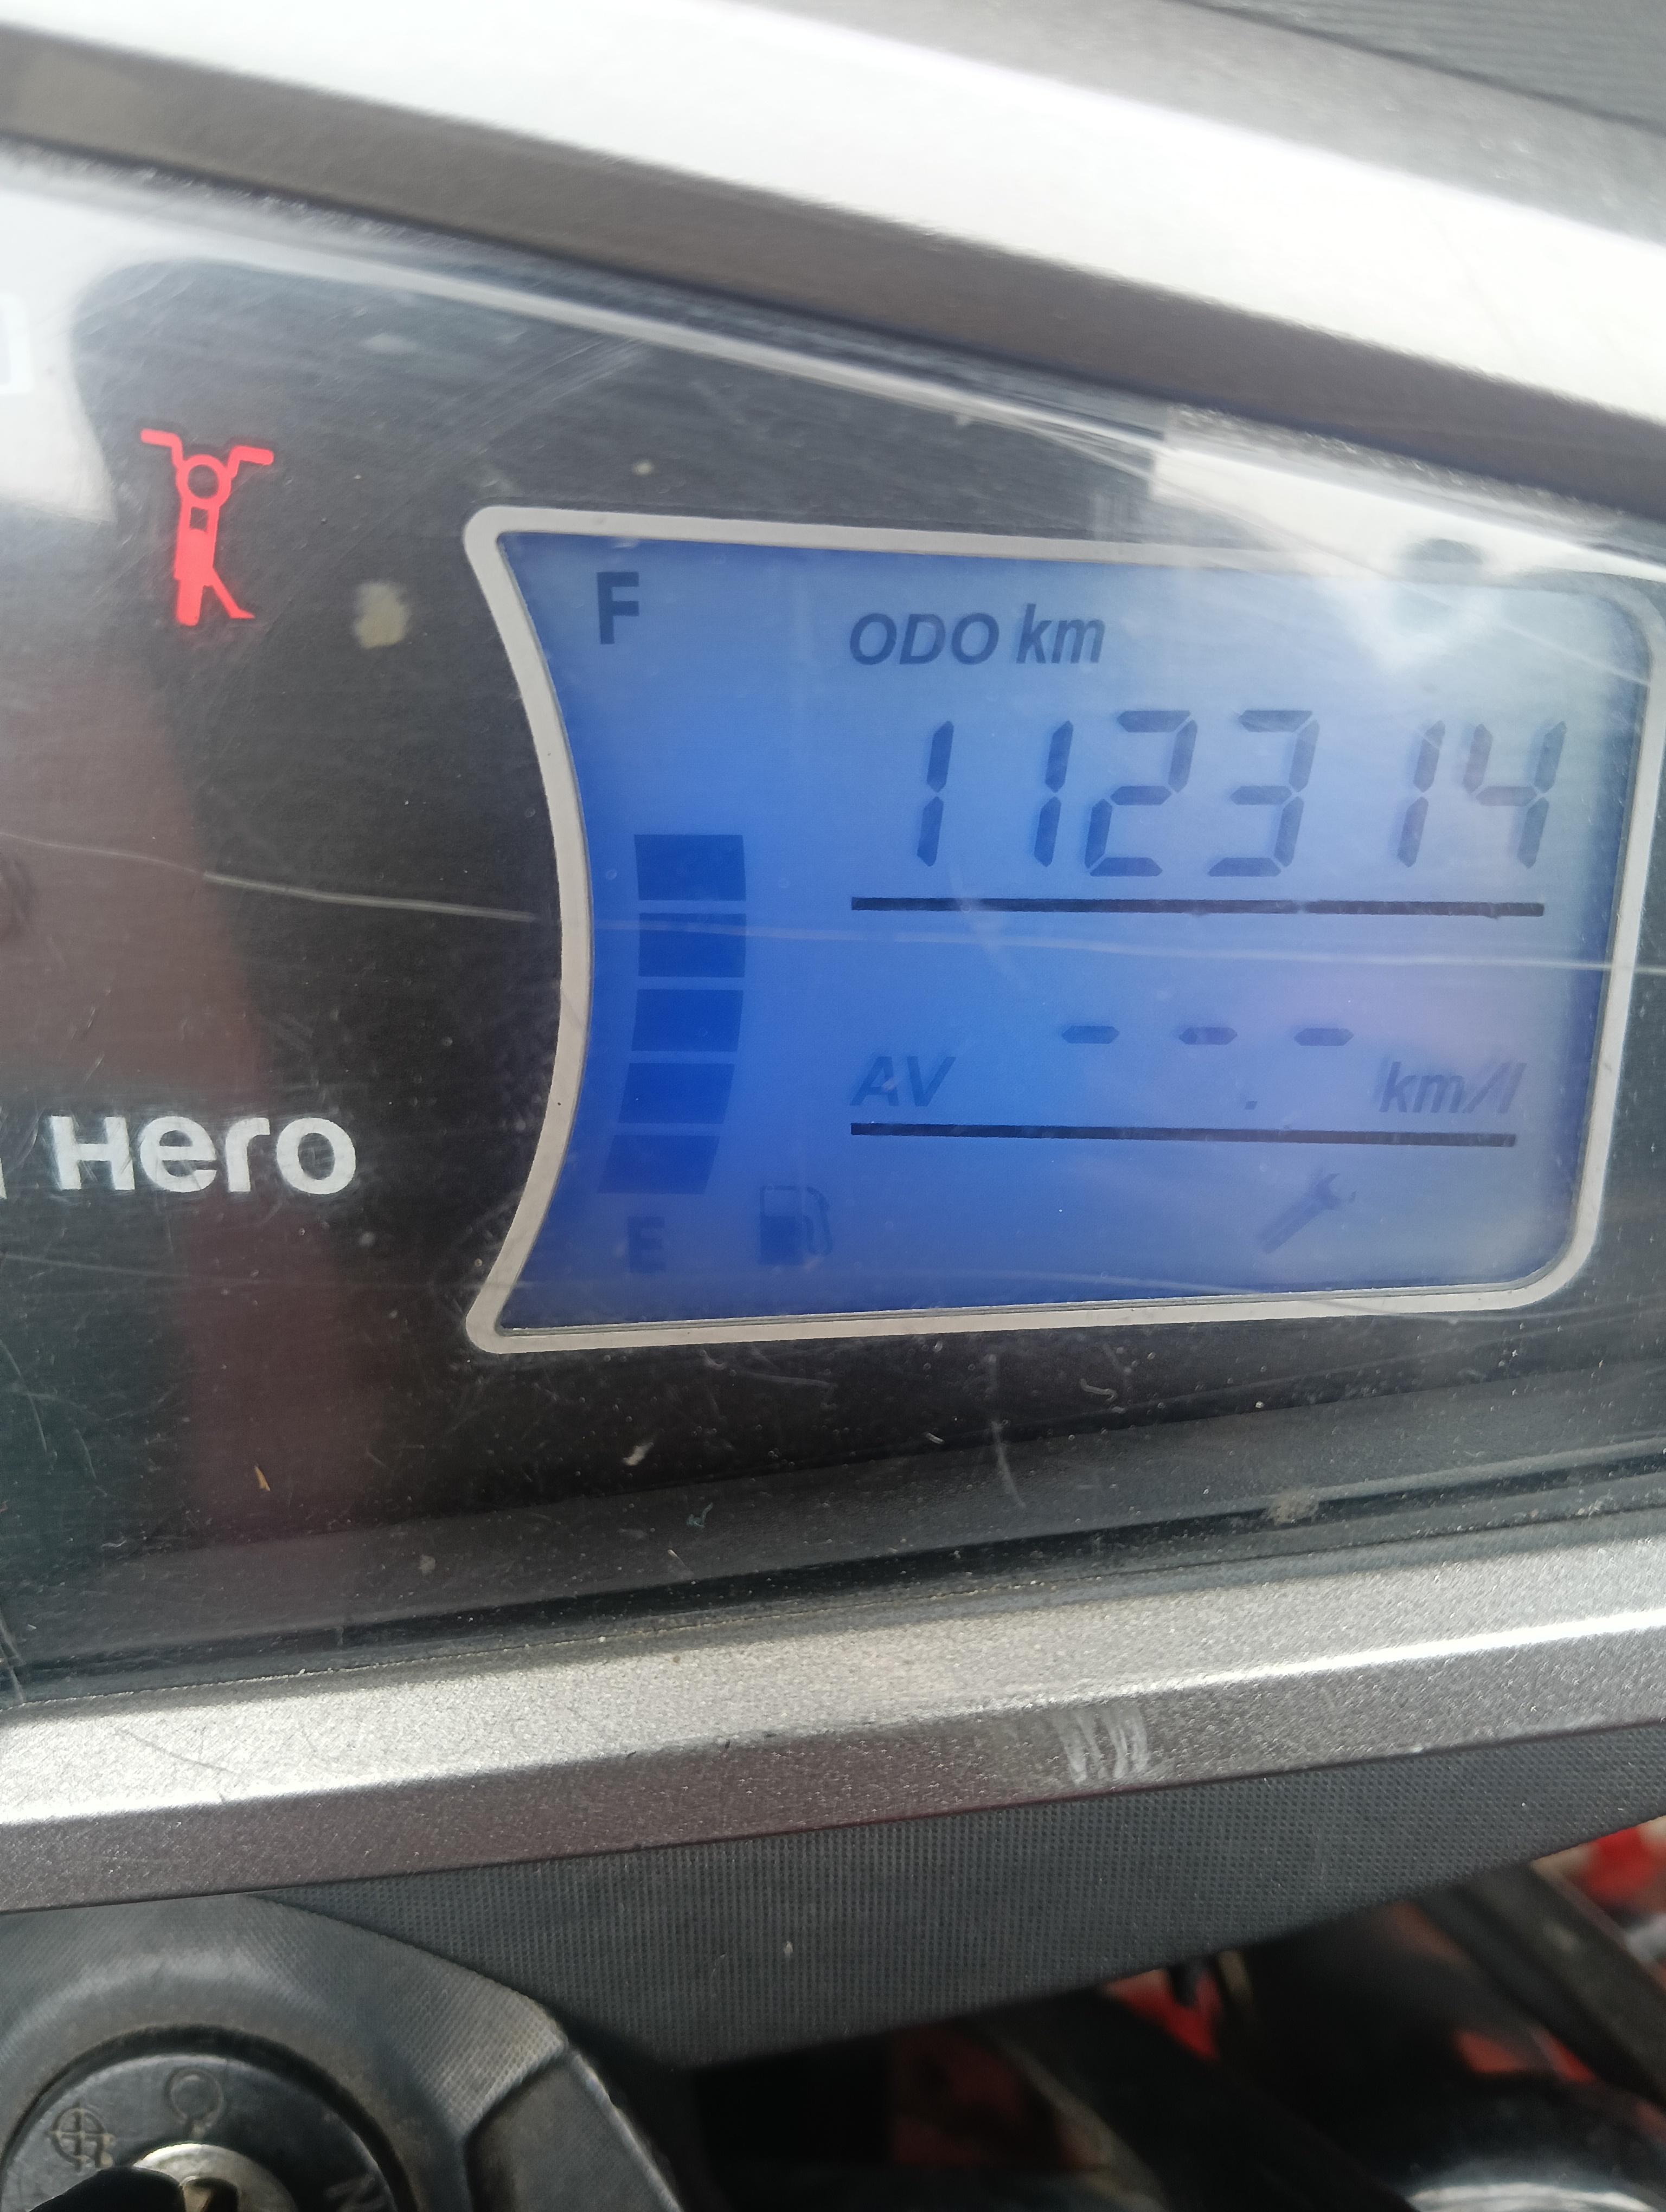 F
ODO km
112314
- - -
AV . km/l
Hero
E